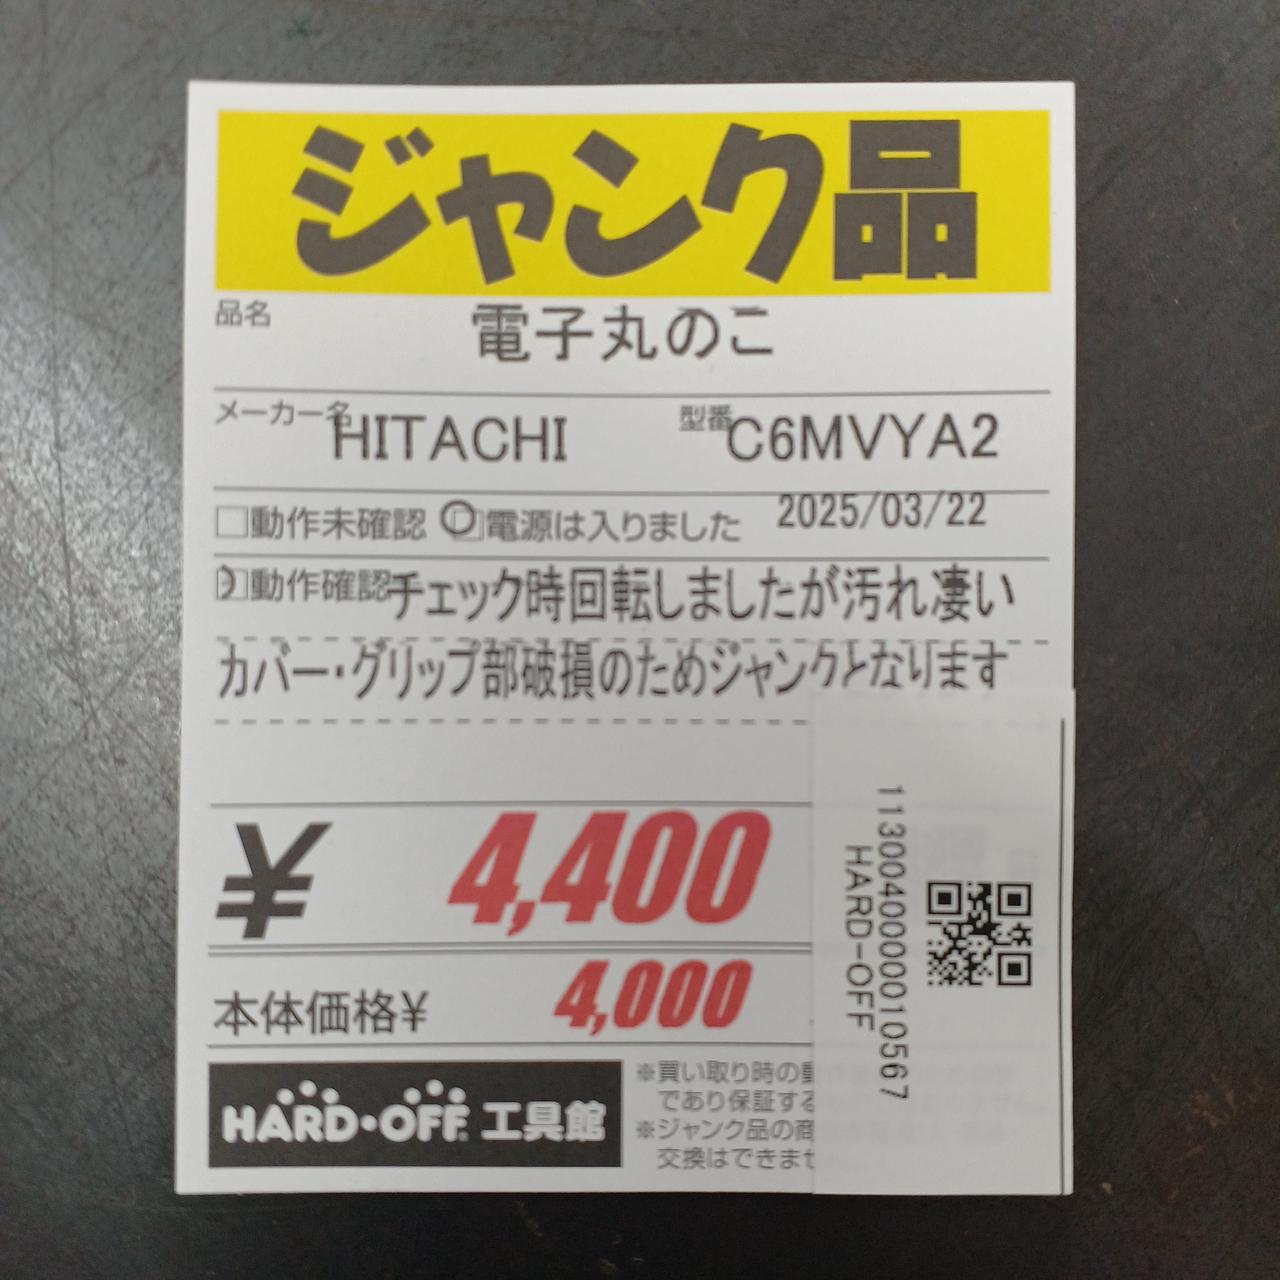 ジャンク品
品名 電子丸のこ
メーカー名 HITACHI 型番 C6MVYA2
□動作未確認 ○□電源は入りました 2025/03/22
□動作確認 チェック時回転しましたが汚れ凄い
カバー・グリップ部破損のためジャンクとなります
¥ 4,400
本体価格¥ 4,000
HARD・OFF 工具館
※買い取り時の動
であり保証する
※ジャンク品の商
交換はできませ
1130040000010567
HARD-OFF